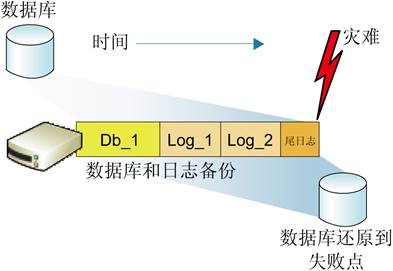 数据库
时间
灾难
Db_1
Log_1
Log_2
尾日志
数据库和日志备份
数据库还原到
失败点